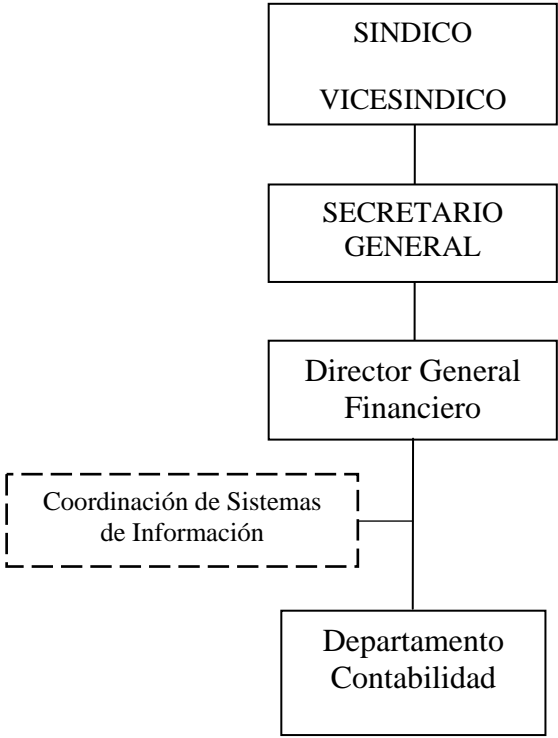 SINDICO
VICESINDICO
SECRETARIO
GENERAL
Director General
Financiero
Coordinación de Sistemas
de Información
Departamento
Contabilidad